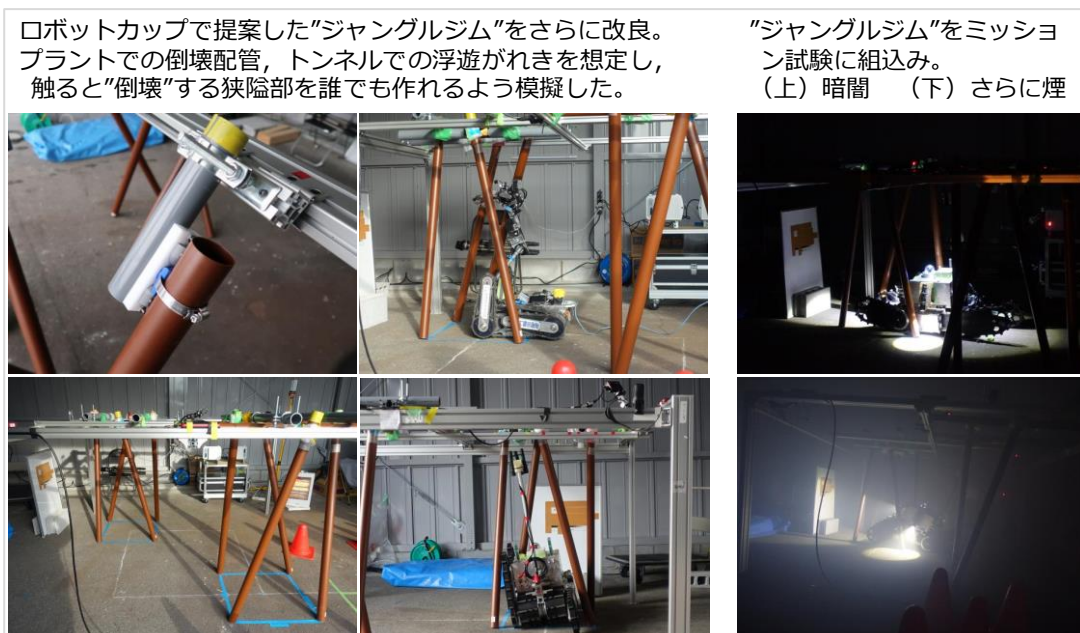 ロボットカップで提案した”ジャングルジム”をさらに改良。
プラントでの倒壊配管，トンネルでの浮遊がれきを想定し，
触ると”倒壊”する狭隘部を誰でも作れるよう模擬した。
”ジャングルジム”をミッショ
ン試験に組込み。
（上）暗闇　（下）さらに煙